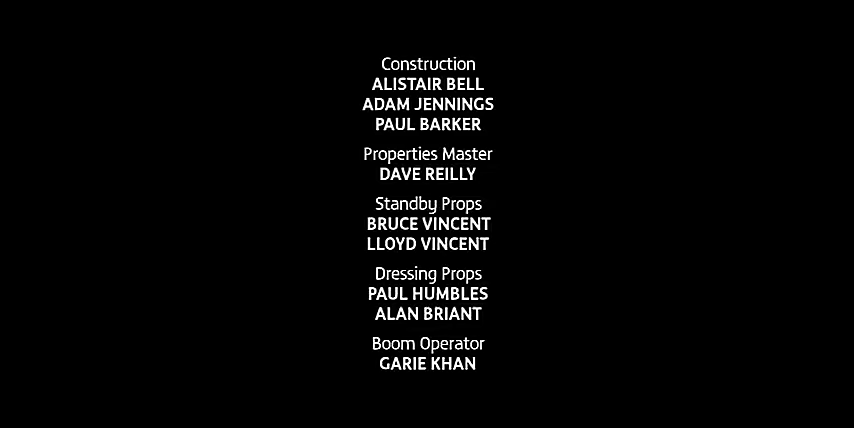 Construction
ALISTAIR BELL
ADAM JENNINGS
PAUL BARKER
Properties Master
DAVE REILLY
Standby Props
BRUCE VINCENT
LLOYD VINCENT
Dressing Props
PAUL HUMBLES
ALAN BRIANT
Boom Operator
GARIE KHAN